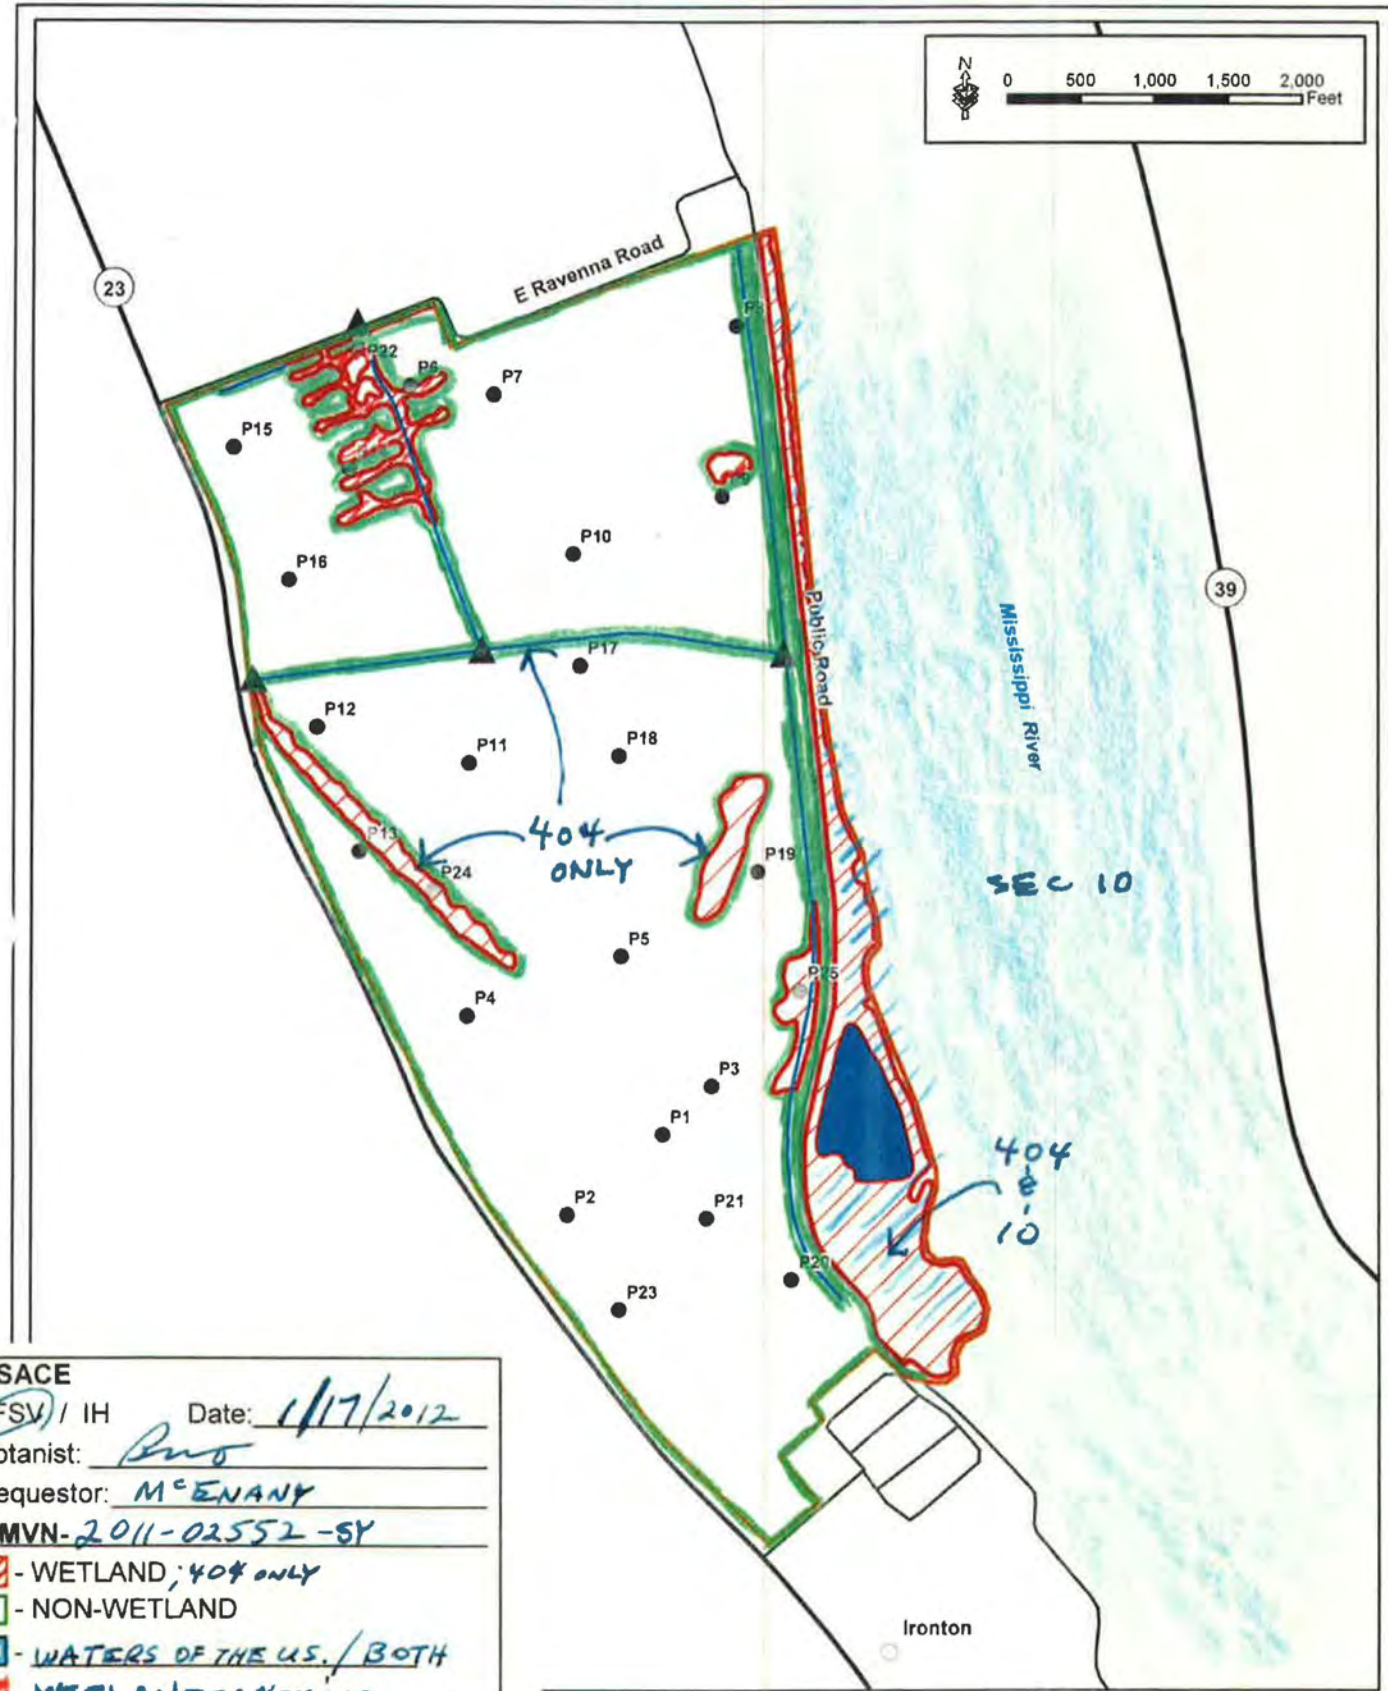 N
0 500 1,000 1,500 2,000
Feet
23
E Ravenna Road
P22
P6
P7
P15
P10
P16
39
Public Road
Mississippi River
P17
P12
P11
P18
P13
404
ONLY
P24
P19
SEC 10
P5
P25
P4
P3
P1
404
&
10
P2
P21
P20
P23
SACE
FSV / IH Date: 1/17/2012
otanist:
equestor: McENANY
MVN-2011-02552-SY
- WETLAND; 404 ONLY
- NON-WETLAND
- WATERS OF THE U.S. / BOTH
Ironton